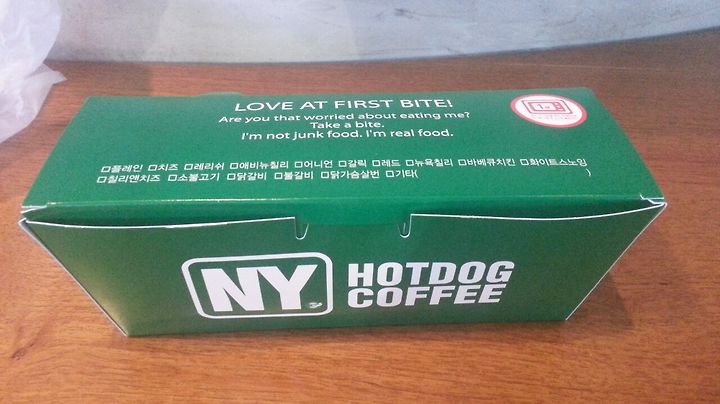 LOVE AT FIRST BITE!
Are you that worried about eating me?
Take a bite.
I'm not junk food. I'm real food.
□플레인 □치즈 □레리쉬 □애비뉴칠리 □어니언 □갈릭 □레드 □뉴욕칠리 □바베큐치킨 □화이트스노잉
□칠리앤치즈 □소불고기 □닭갈비 □불갈비 □닭가슴살번 □기타( )
NY
HOTDOG
COFFEE